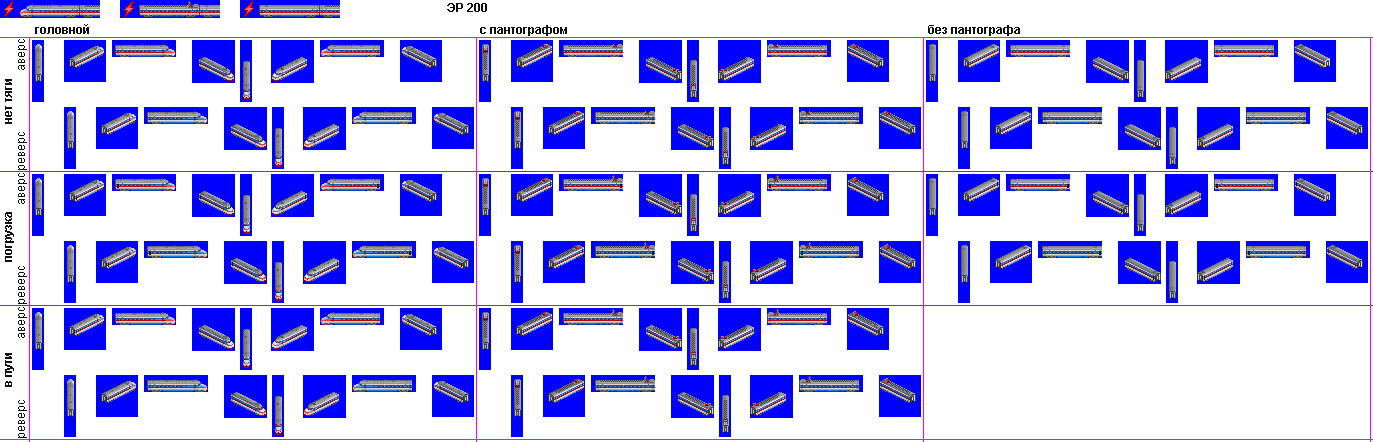 ЭР 200
головной
с пантографом
без пантографа
нет тяги
аверс
реверс
погрузка
аверс
реверс
в пути
аверс
реверс